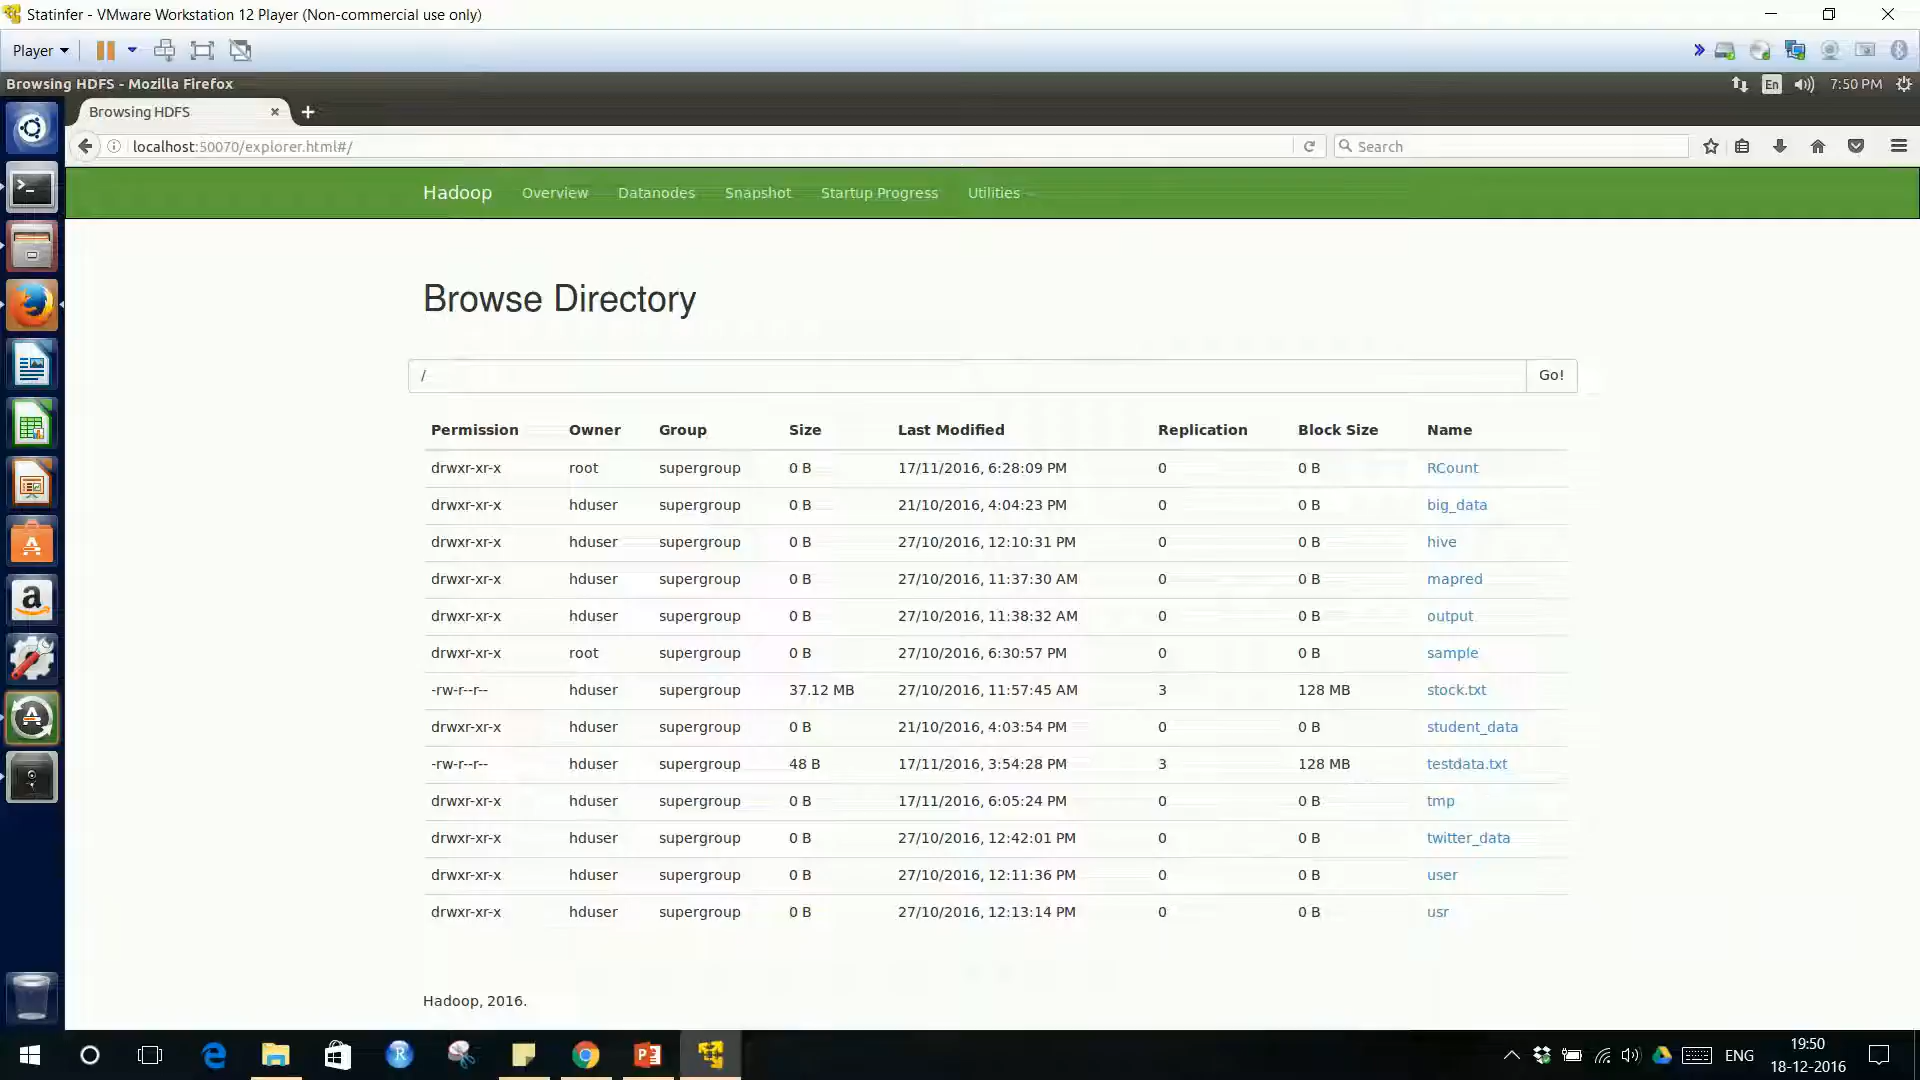 Statinfer - VMware Workstation 12 Player (Non-commercial use only)
Player
Browsing HDFS - Mozilla Firefox
En
7:50 PM
Browsing HDFS
localhost:50070/explorer.html#/
Search
Hadoop Overview Datanodes Snapshot Startup Progress Utilities
Browse Directory
/
Go!
Permission Owner Group Size Last Modified Replication Block Size Name
drwxr-xr-x root supergroup 0 B 17/11/2016, 6:28:09 PM 0 0 B RCount
drwxr-xr-x hduser supergroup 0 B 21/10/2016, 4:04:23 PM 0 0 B big_data
drwxr-xr-x hduser supergroup 0 B 27/10/2016, 12:10:31 PM 0 0 B hive
drwxr-xr-x hduser supergroup 0 B 27/10/2016, 11:37:30 AM 0 0 B mapred
drwxr-xr-x hduser supergroup 0 B 27/10/2016, 11:38:32 AM 0 0 B output
drwxr-xr-x root supergroup 0 B 27/10/2016, 6:30:57 PM 0 0 B sample
-rw-r--r-- hduser supergroup 37.12 MB 27/10/2016, 11:57:45 AM 3 128 MB stock.txt
drwxr-xr-x hduser supergroup 0 B 21/10/2016, 4:03:54 PM 0 0 B student_data
-rw-r--r-- hduser supergroup 48 B 17/11/2016, 3:54:28 PM 3 128 MB testdata.txt
drwxr-xr-x hduser supergroup 0 B 17/11/2016, 6:05:24 PM 0 0 B tmp
drwxr-xr-x hduser supergroup 0 B 27/10/2016, 12:42:01 PM 0 0 B twitter_data
drwxr-xr-x hduser supergroup 0 B 27/10/2016, 12:11:36 PM 0 0 B user
drwxr-xr-x hduser supergroup 0 B 27/10/2016, 12:13:14 PM 0 0 B usr
Hadoop, 2016.
ENG
19:50
18-12-2016